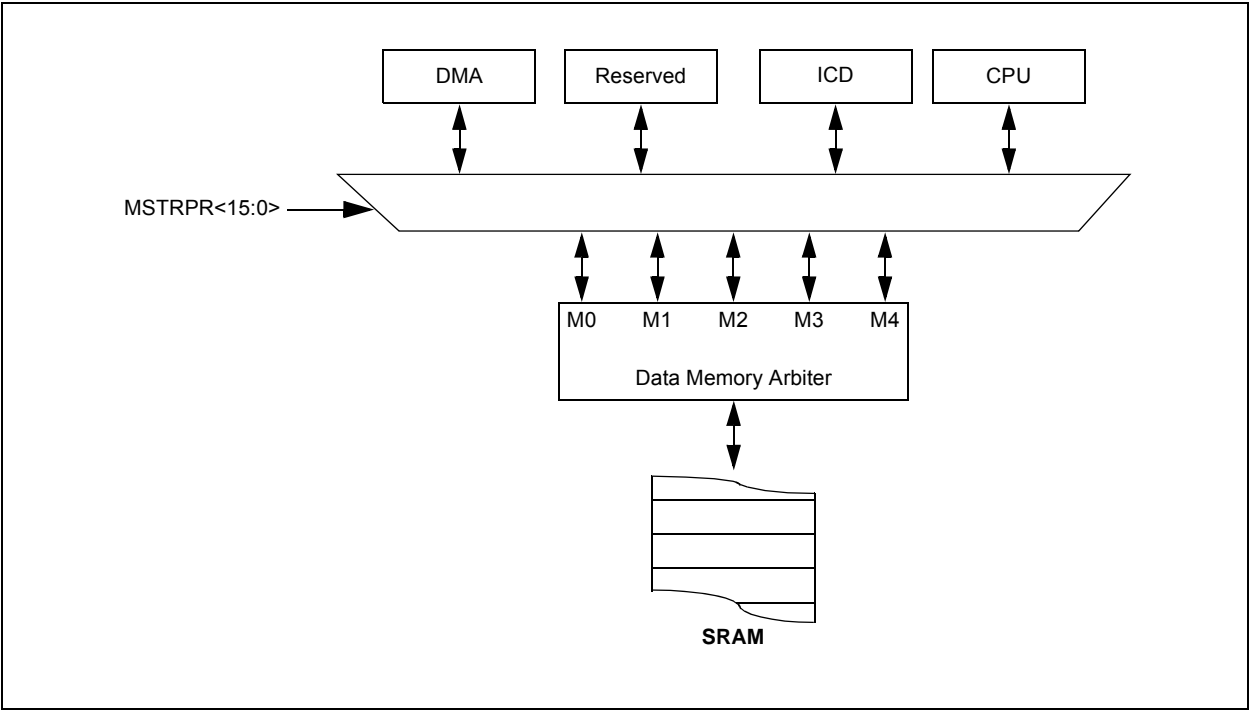 DMA
Reserved
ICD
CPU
MSTRPR<15:0>
M0 M1 M2 M3 M4
Data Memory Arbiter
SRAM